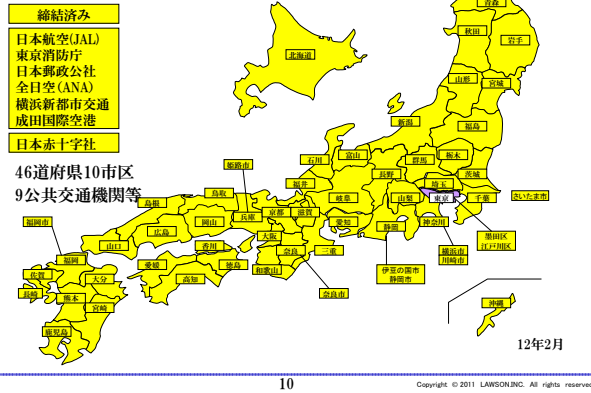 締結済み
日本航空(JAL)
東京消防庁
日本郵政公社
全日空(ANA)
横浜新都市交通
成田国際空港
日本赤十字社
46道府県10市区
9公共交通機関等
北海道
青森
秋田
岩手
山形
宮城
新潟
福島
石川
富山
群馬
栃木
長野
茨城
福井
埼玉
姫路市
岐阜
山梨
東京
千葉
さいたま市
鳥取
島根
兵庫
京都
滋賀
愛知
静岡
神奈川
福岡市
岡山
広島
大阪
墨田区
江戸川区
山口
香川
奈良
三重
横浜市
川崎市
福岡
愛媛
徳島
和歌山
伊豆の国市
静岡市
佐賀
大分
高知
長崎
熊本
奈良市
宮崎
沖縄
鹿児島
12年2月
10
Copyright © 2011 LAWSON.INC. All rights reserved